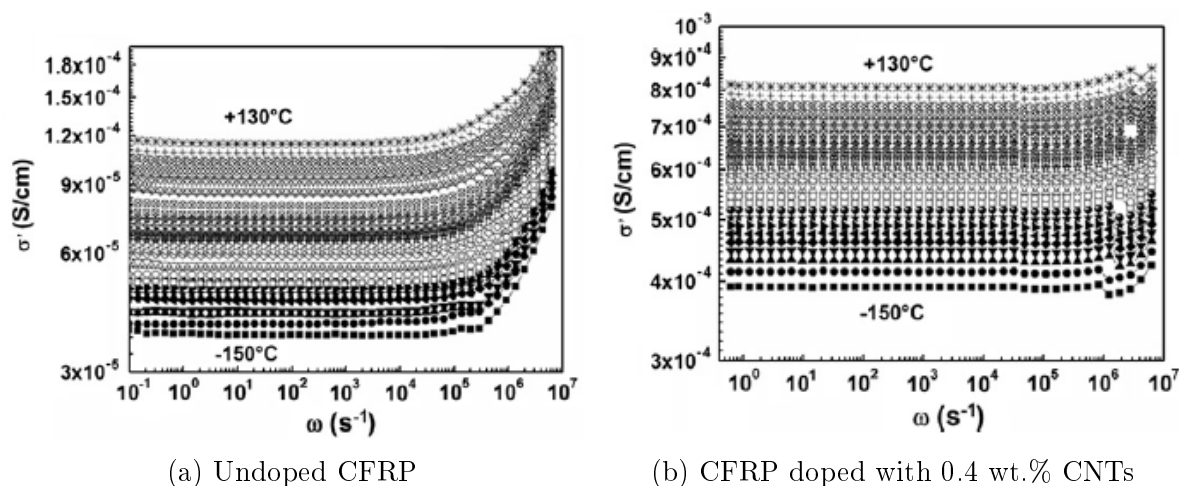 1.8x10⁻⁴
1.5x10⁻⁴
1.2x10⁻⁴
9x10⁻⁵
6x10⁻⁵
3x10⁻⁵
σ' (S/cm)
+130°C
-150°C
10⁻¹ 10⁰ 10¹ 10² 10³ 10⁴ 10⁵ 10⁶ 10⁷
ω (s⁻¹)
(a) Undoped CFRP
10⁻³
9x10⁻⁴
8x10⁻⁴
7x10⁻⁴
6x10⁻⁴
5x10⁻⁴
4x10⁻⁴
3x10⁻⁴
σ' (S/cm)
+130°C
-150°C
10⁰ 10¹ 10² 10³ 10⁴ 10⁵ 10⁶ 10⁷
ω (s⁻¹)
(b) CFRP doped with 0.4 wt.% CNTs